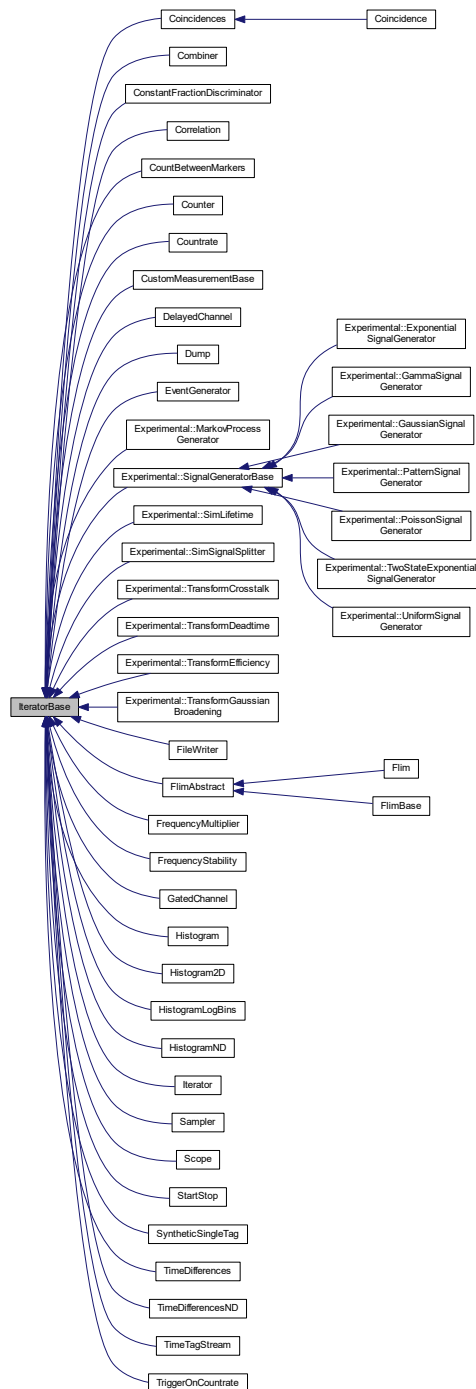 Coincidences
Coincidence
Combiner
ConstantFractionDiscriminator
Correlation
CountBetweenMarkers
Counter
Countrate
CustomMeasurementBase
DelayedChannel
Dump
EventGenerator
Experimental::MarkovProcess
Generator
Experimental::SignalGeneratorBase
Experimental::Exponential
SignalGenerator
Experimental::GammaSignal
Generator
Experimental::GaussianSignal
Generator
Experimental::PatternSignal
Generator
Experimental::PoissonSignal
Generator
Experimental::TwoStateExponential
SignalGenerator
Experimental::UniformSignal
Generator
Experimental::SimLifetime
Experimental::SimSignalSplitter
Experimental::TransformCrosstalk
Experimental::TransformDeadtime
Experimental::TransformEfficiency
IteratorBase
Experimental::TransformGaussian
Broadening
FileWriter
FlimAbstract
Flim
FlimBase
FrequencyMultiplier
FrequencyStability
GatedChannel
Histogram
Histogram2D
HistogramLogBins
HistogramND
Iterator
Sampler
Scope
StartStop
SyntheticSingleTag
TimeDifferences
TimeDifferencesND
TimeTagStream
TriggerOnCountrate